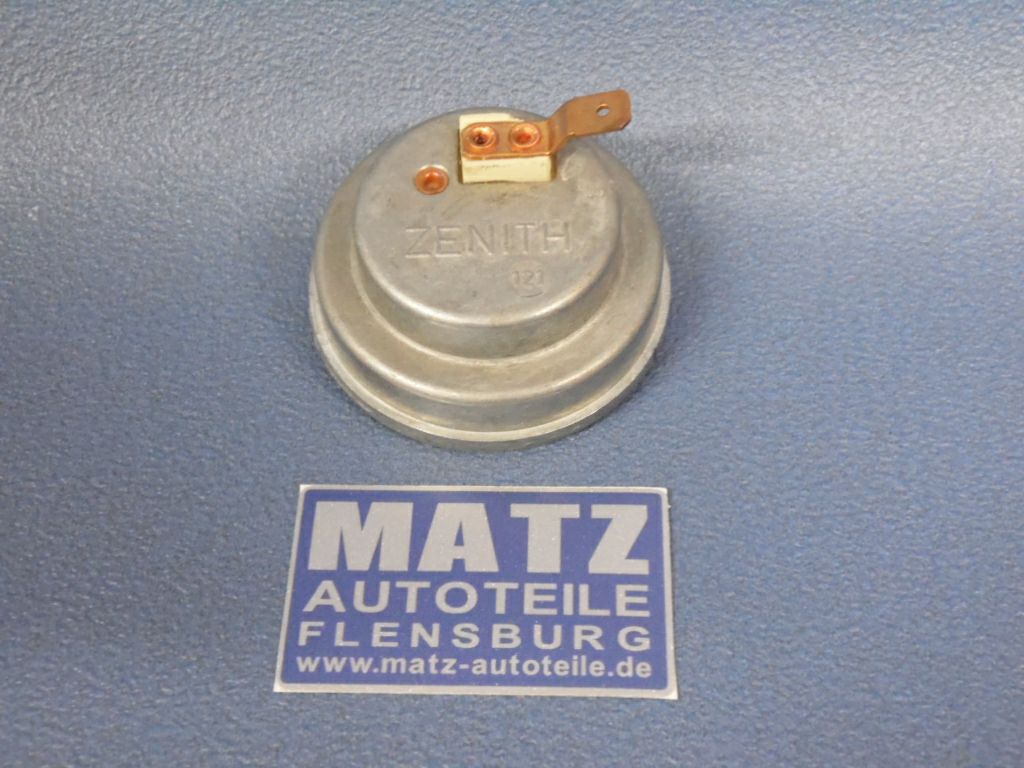 ZENITH
121
MATZ
AUTOTEILE
FLENSBURG
www.matz-autoteile.de